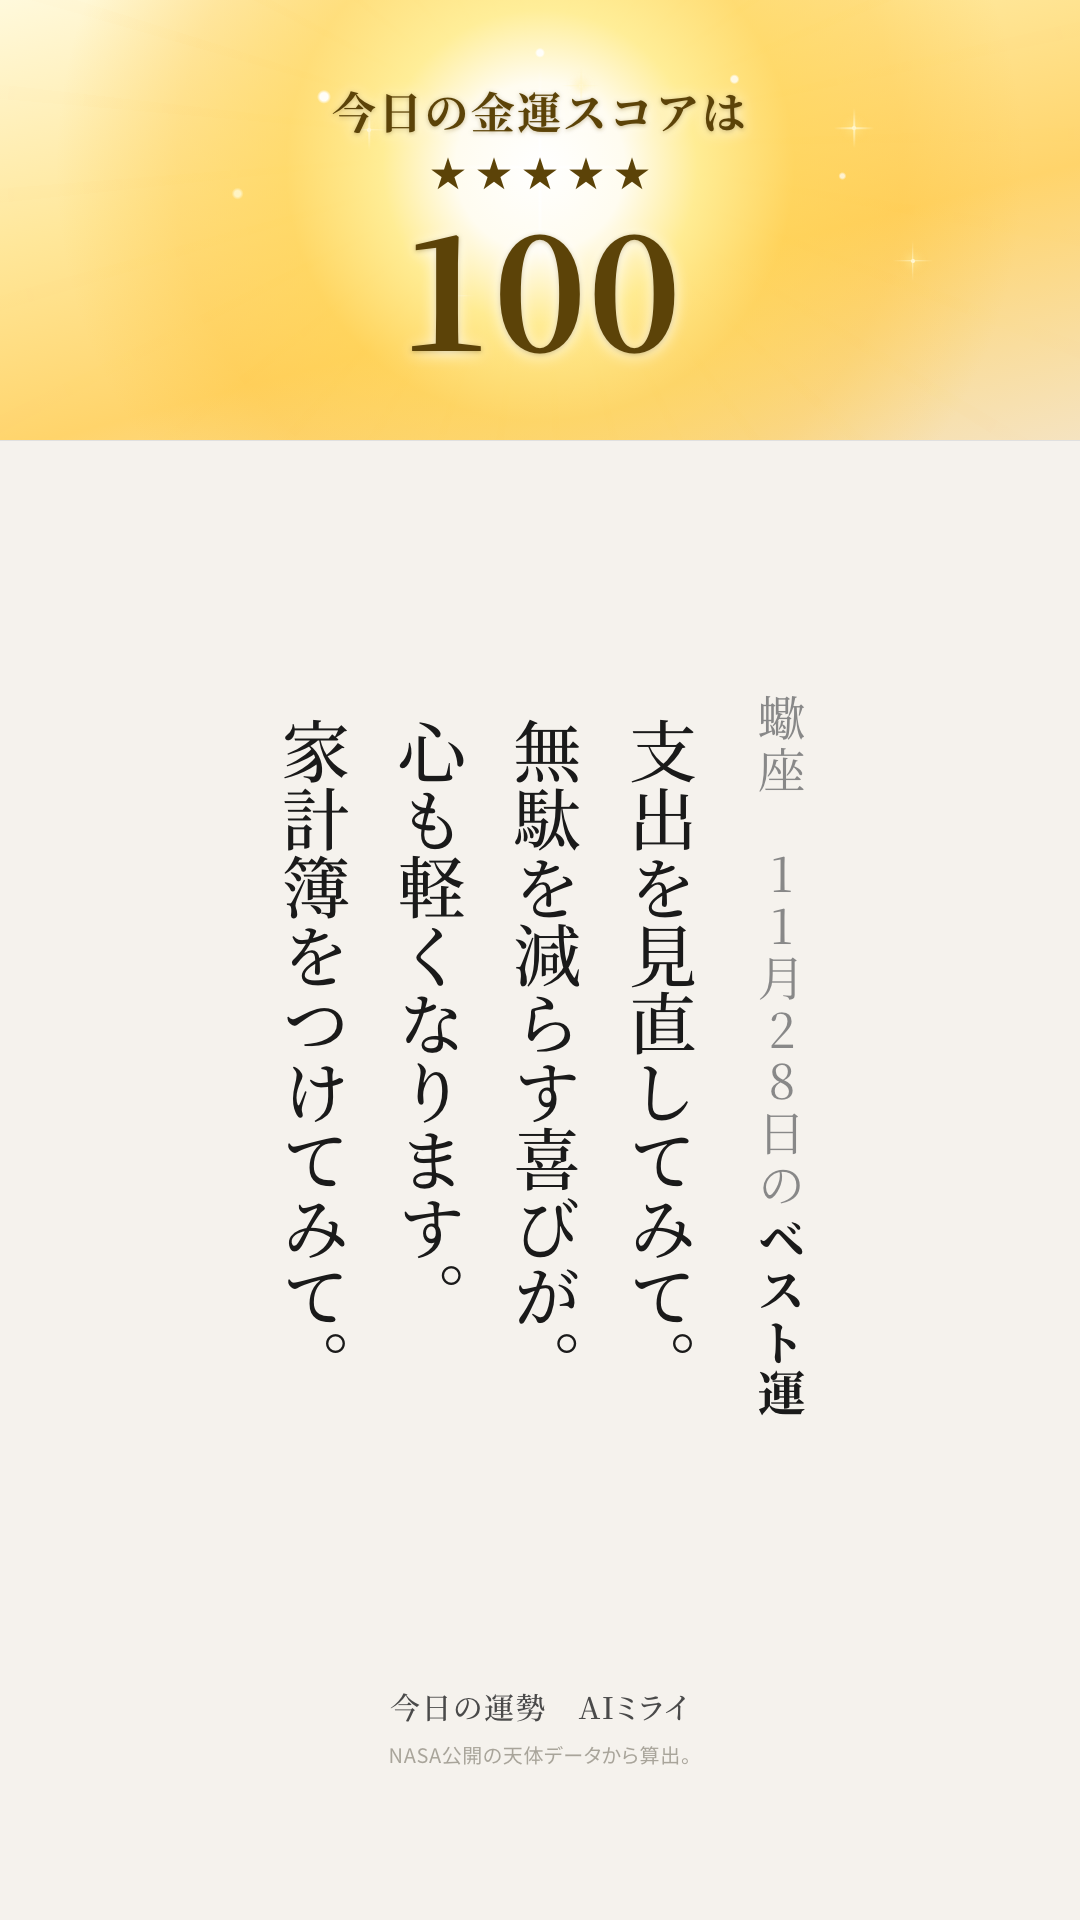 今日の金運スコアは
★★★★★
100
蠍座　11月28日のベスト運
支出を見直してみて。
無駄を減らす喜びが。
心も軽くなります。
家計簿をつけてみて。
今日の運勢　AIミライ
NASA公開の天体データから算出。